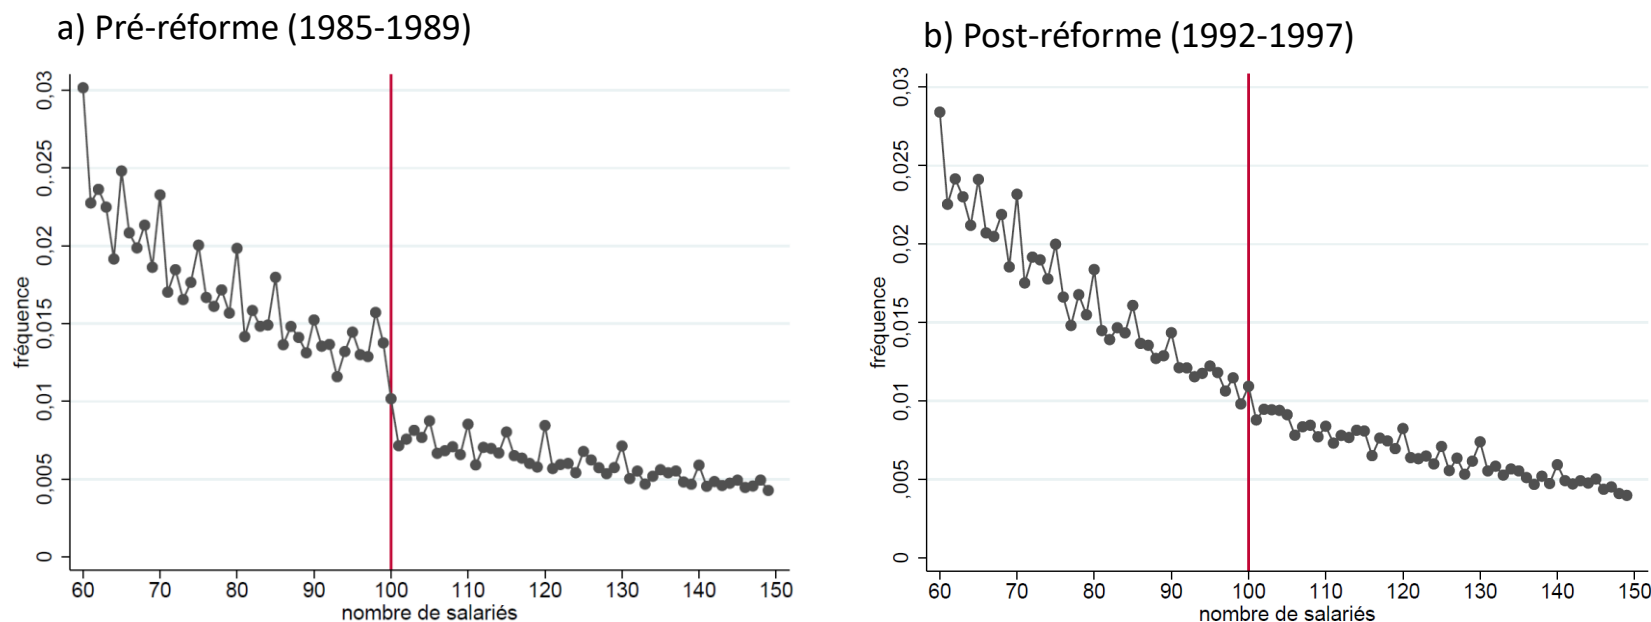 a) Pré-réforme (1985-1989)
0,03
0,025
0,02
0,015
0,01
0,005
0
fréquence
60 70 80 90 100 110 120 130 140 150
nombre de salariés
b) Post-réforme (1992-1997)
0,03
0,025
0,02
0,015
0,01
,005
0
fréquence
60 70 80 90 100 110 120 130 140 150
nombre de salariés